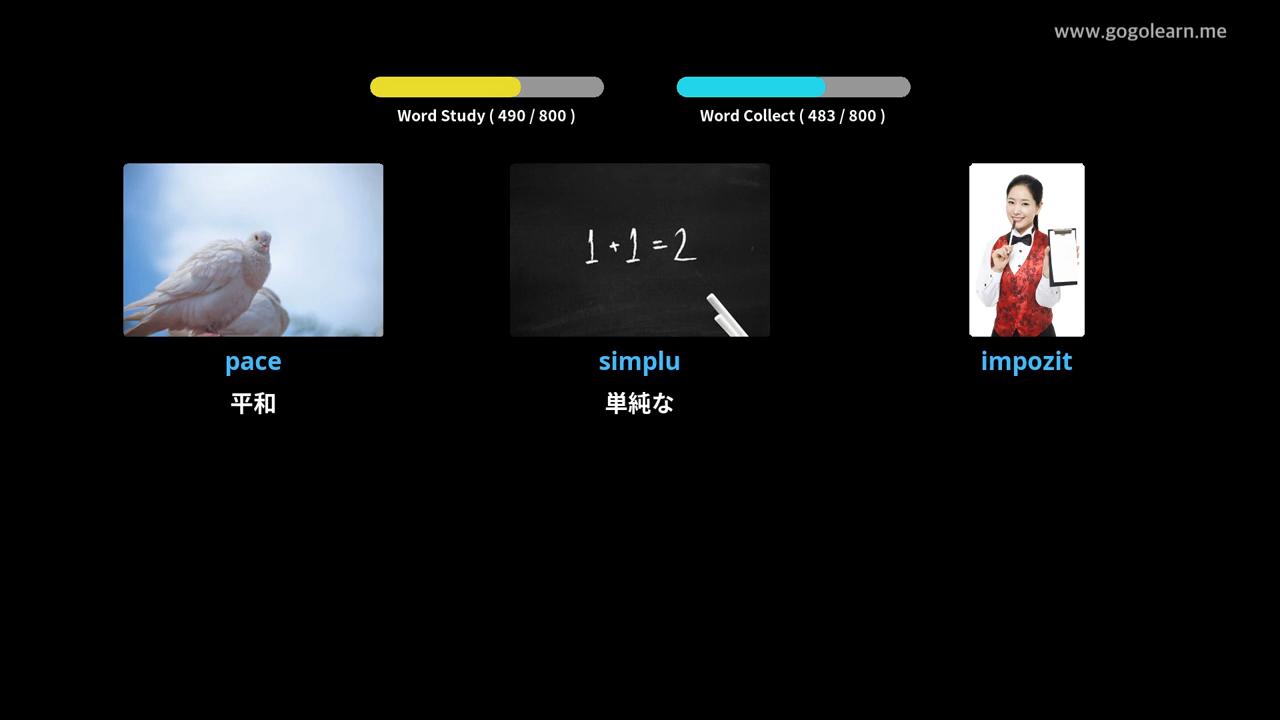 www.gogolearn.me
Word Study ( 490 / 800 )
Word Collect ( 483 / 800 )
1 + 1 = 2
pace
simplu
impozit
平和
単純な